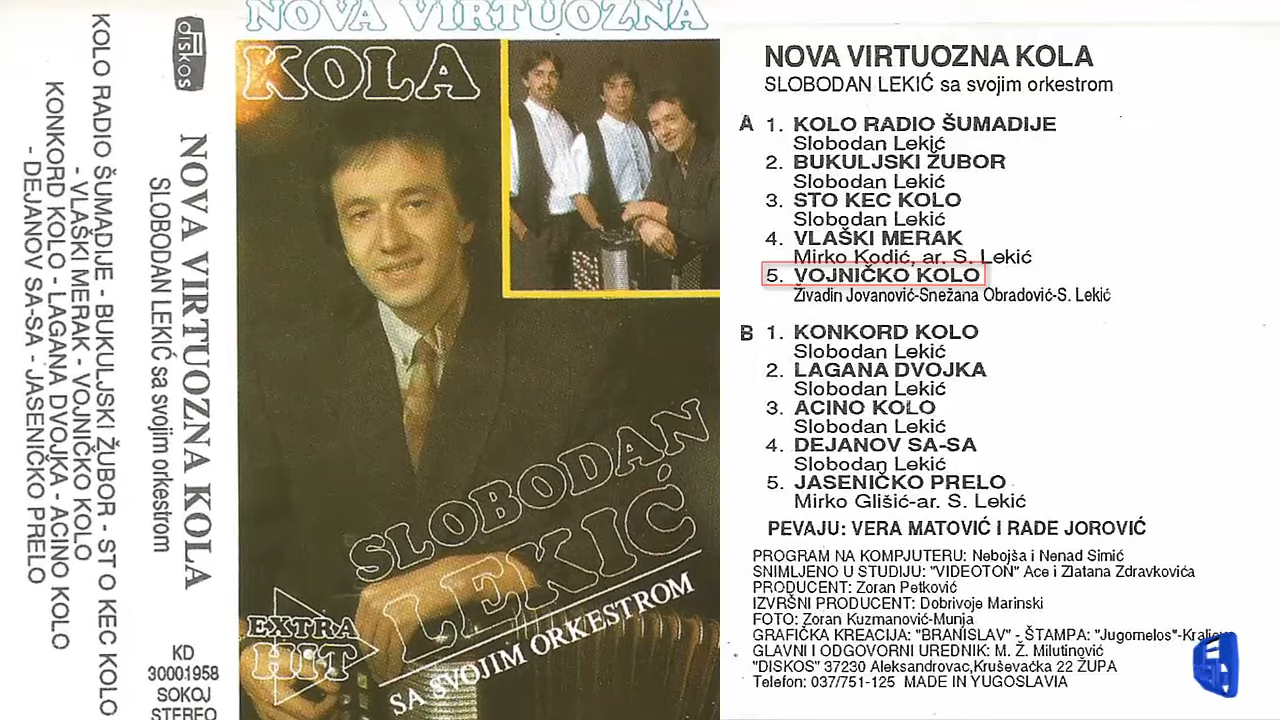 KOLO RADIO ŠUMADIJE - BUKULJSKI ŽUBOR - ST O KEC KOLO
- VLAŠKI MERAK - VOJNIČKO KOLO
KONKORD KOLO - LAGANA DVOJKA - ACINO KOLO
- DEJANOV SA-SA - JASENIČKO PRELO
DISKOS
NOVA VIRTUOZNA KOLA
SLOBODAN LEKIĆ sa svojim orkestrom
KD
30001958
SOKOJ
STEREO
NOVA VIRTUOZNA
KOLA
SLOBODAN
LEKIĆ
SA SVOJIM ORKESTROM
EXTRA
HIT
NOVA VIRTUOZNA KOLA
SLOBODAN LEKIĆ sa svojim orkestrom
A 1. KOLO RADIO ŠUMADIJE
Slobodan Lekić
2. BUKULJSKI ŽUBOR
Slobodan Lekić
3. STO KEC KOLO
Slobodan Lekić
4. VLAŠKI MERAK
Mirko Kodić, ar. S. Lekić
5. VOJNIČKO KOLO
Živadin Jovanović-Snežana Obradović-S. Lekić
B 1. KONKORD KOLO
Slobodan Lekić
2. LAGANA DVOJKA
Slobodan Lekić
3. ACINO KOLO
Slobodan Lekić
4. DEJANOV SA-SA
Slobodan Lekić
5. JASENIČKO PRELO
Mirko Glišić-ar. S. Lekić
PEVAJU: VERA MATOVIĆ I RADE JOROVIĆ
PROGRAM NA KOMPJUTERU: Nebojša i Nenad Simić
SNIMLJENO U STUDIJU: "VIDEOTON" Ace i Zlatana Zdravkovića
PRODUCENT: Zoran Petković
IZVRŠNI PRODUCENT: Dobrivoje Marinski
FOTO: Zoran Kuzmanović-Munja
GRAFIČKA KREACIJA: "BRANISLAV" - ŠTAMPA: "Jugomelos"-Kraljevo
GLAVNI I ODGOVORNI UREDNIK: M. Ž. Milutinović
"DISKOS" 37230 Aleksandrovac,Kruševačka 22 ŽUPA
Telefon: 037/751-125 MADE IN YUGOSLAVIA